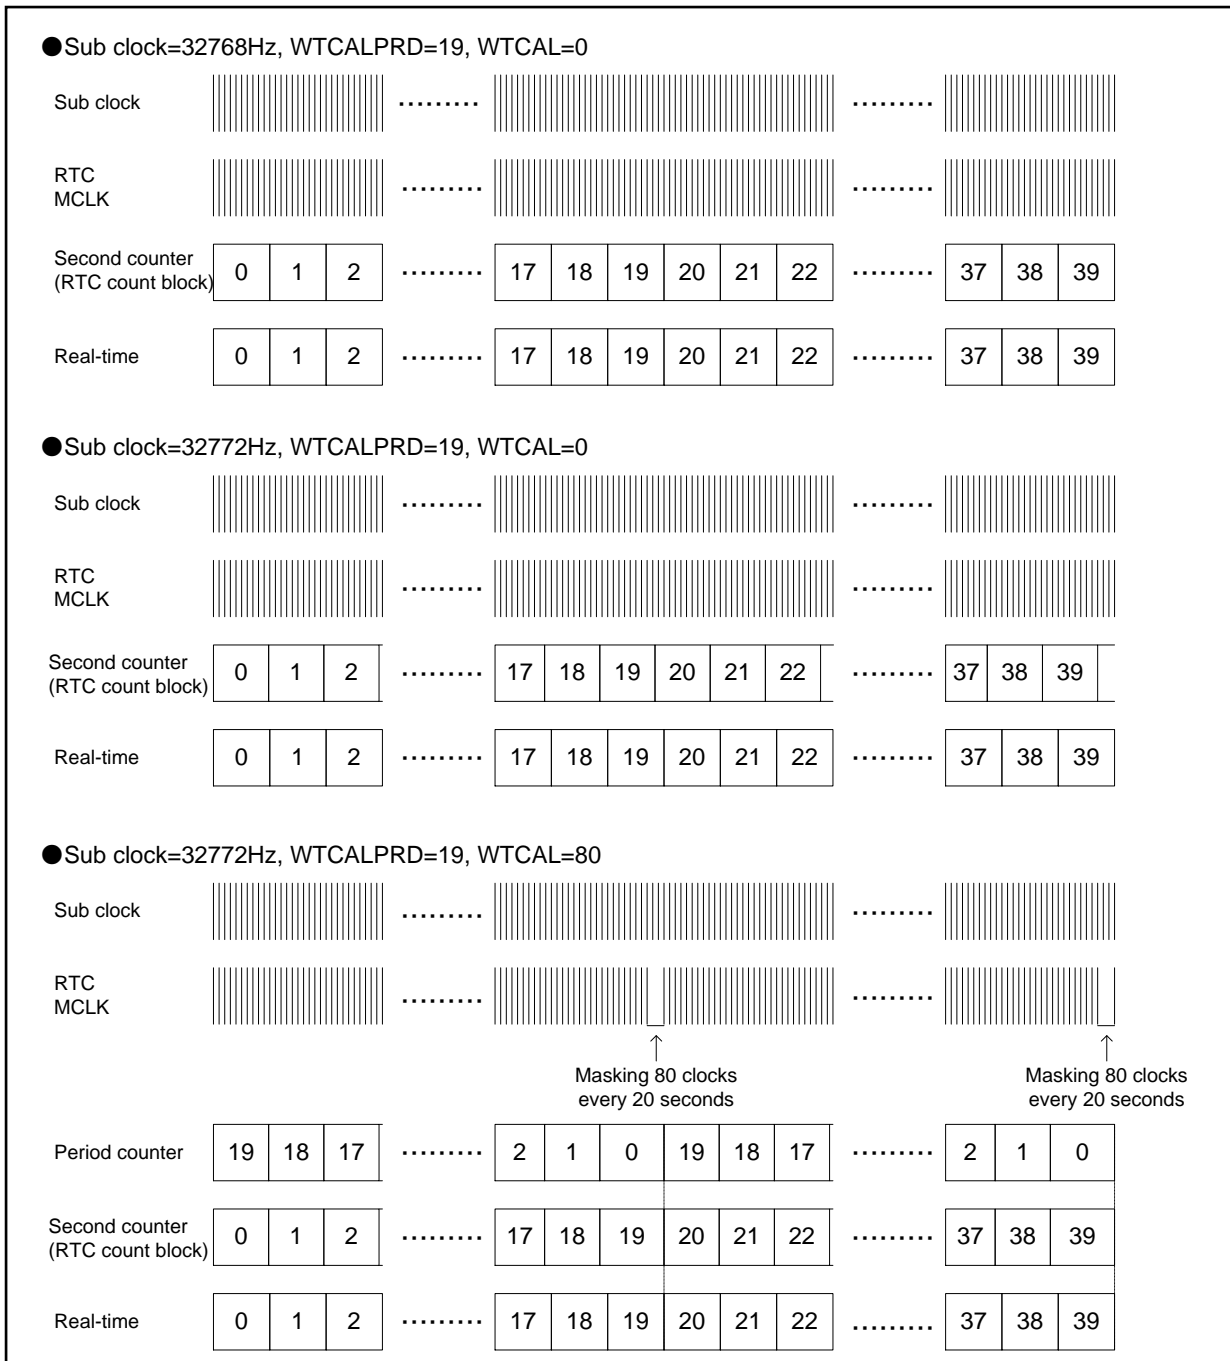 ●Sub clock=32768Hz, WTCALPRD=19, WTCAL=0
Sub clock ......... .........
RTC
MCLK ......... .........
Second counter
(RTC count block) 0 1 2 ......... 17 18 19 20 21 22 ......... 37 38 39
Real-time 0 1 2 ......... 17 18 19 20 21 22 ......... 37 38 39
●Sub clock=32772Hz, WTCALPRD=19, WTCAL=0
Sub clock ......... .........
RTC
MCLK ......... .........
Second counter
(RTC count block) 0 1 2 ......... 17 18 19 20 21 22 ......... 37 38 39
Real-time 0 1 2 ......... 17 18 19 20 21 22 ......... 37 38 39
●Sub clock=32772Hz, WTCALPRD=19, WTCAL=80
Sub clock ......... .........
RTC
MCLK ......... .........
Masking 80 clocks
every 20 seconds
Masking 80 clocks
every 20 seconds
Period counter 19 18 17 ......... 2 1 0 19 18 17 ......... 2 1 0
Second counter
(RTC count block) 0 1 2 ......... 17 18 19 20 21 22 ......... 37 38 39
Real-time 0 1 2 ......... 17 18 19 20 21 22 ......... 37 38 39